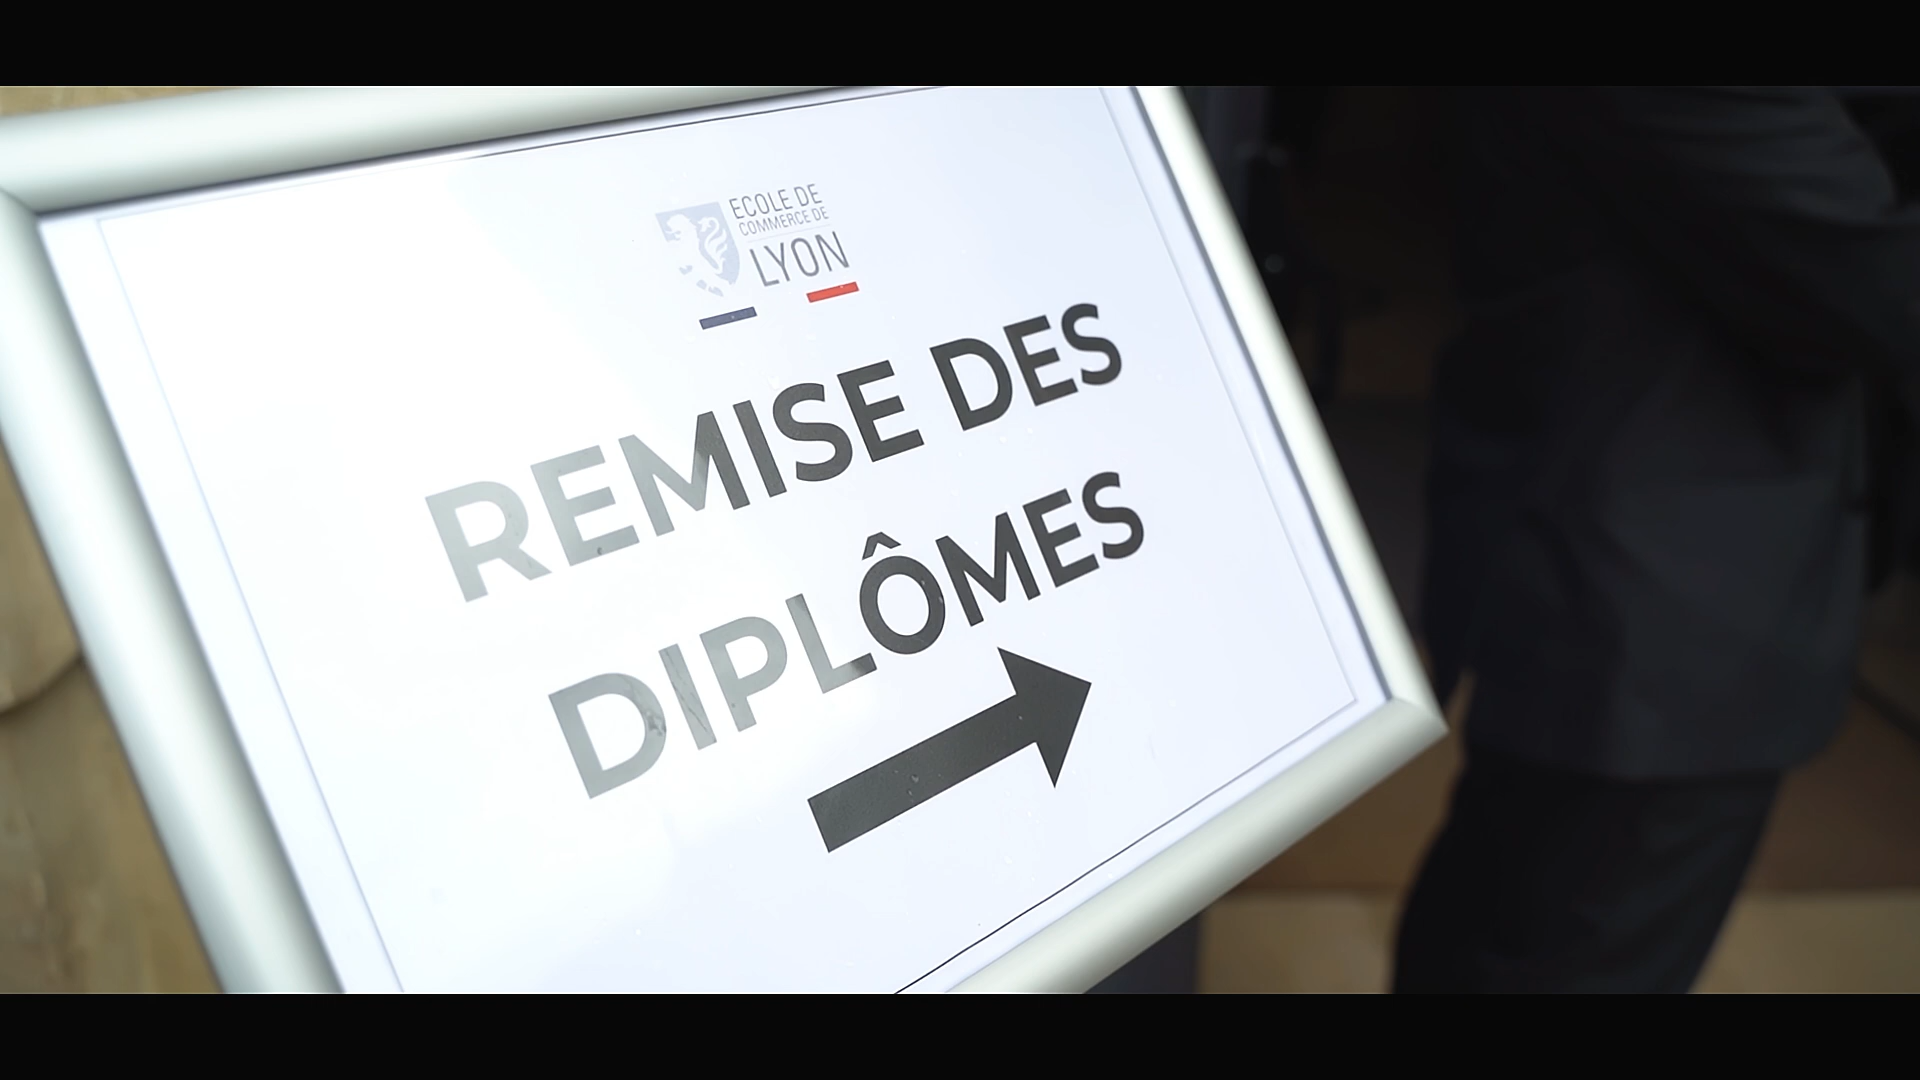 ECOLE DE
COMMERCE DE
LYON
REMISE DES
DIPLÔMES